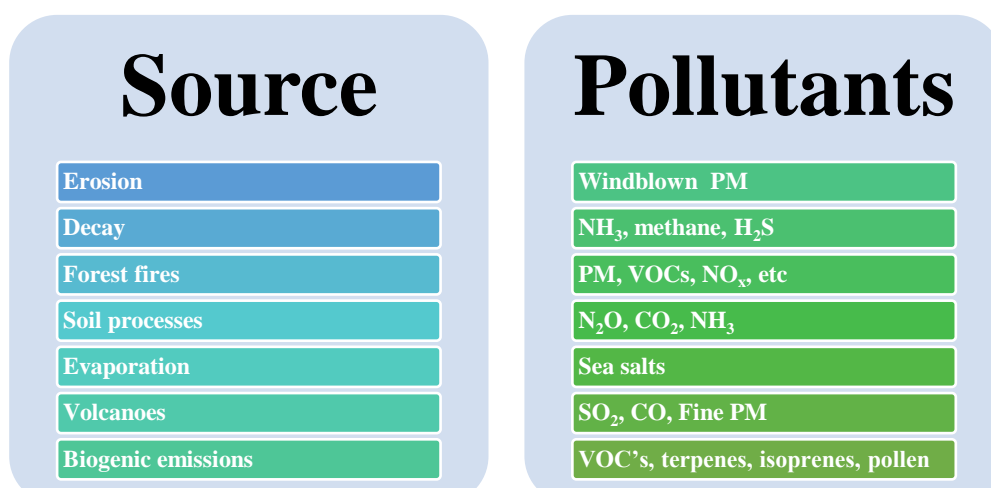 Source
Erosion
Decay
Forest fires
Soil processes
Evaporation
Volcanoes
Biogenic emissions
Pollutants
Windblown  PM
NH₃, methane, H₂S
PM, VOCs, NOₓ, etc
N₂O, CO₂, NH₃
Sea salts
SO₂, CO, Fine PM
VOC’s, terpenes, isoprenes, pollen